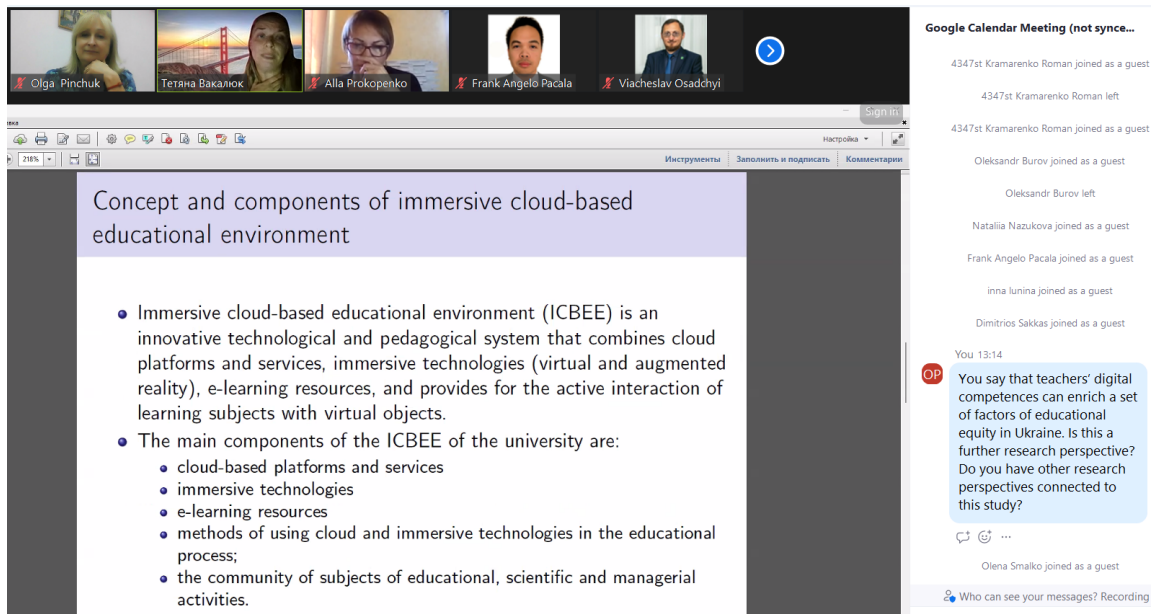 Olga Pinchuk
Тетяна Вакалюк
Alla Prokopenko
Frank Angelo Pacala
Viacheslav Osadchyi
Sign in
вка
Настройка
218%
Инструменты
Заполнить и подписать
Комментарии
Concept and components of immersive cloud-based
educational environment
Immersive cloud-based educational environment (ICBEE) is an
innovative technological and pedagogical system that combines cloud
platforms and services, immersive technologies (virtual and augmented
reality), e-learning resources, and provides for the active interaction of
learning subjects with virtual objects.
The main components of the ICBEE of the university are:
cloud-based platforms and services
immersive technologies
e-learning resources
methods of using cloud and immersive technologies in the educational
process;
the community of subjects of educational, scientific and managerial
activities.
Google Calendar Meeting (not synce...
4347st Kramarenko Roman joined as a guest
4347st Kramarenko Roman left
4347st Kramarenko Roman joined as a guest
Oleksandr Burov joined as a guest
Oleksandr Burov left
Nataliia Nazukova joined as a guest
Frank Angelo Pacala joined as a guest
inna Iunina joined as a guest
Dimitrios Sakkas joined as a guest
You 13:14
OP
You say that teachers’ digital
competences can enrich a set
of factors of educational
equity in Ukraine. Is this a
further research perspective?
Do you have other research
perspectives connected to
this study?
Olena Smalko joined as a guest
Who can see your messages? Recording